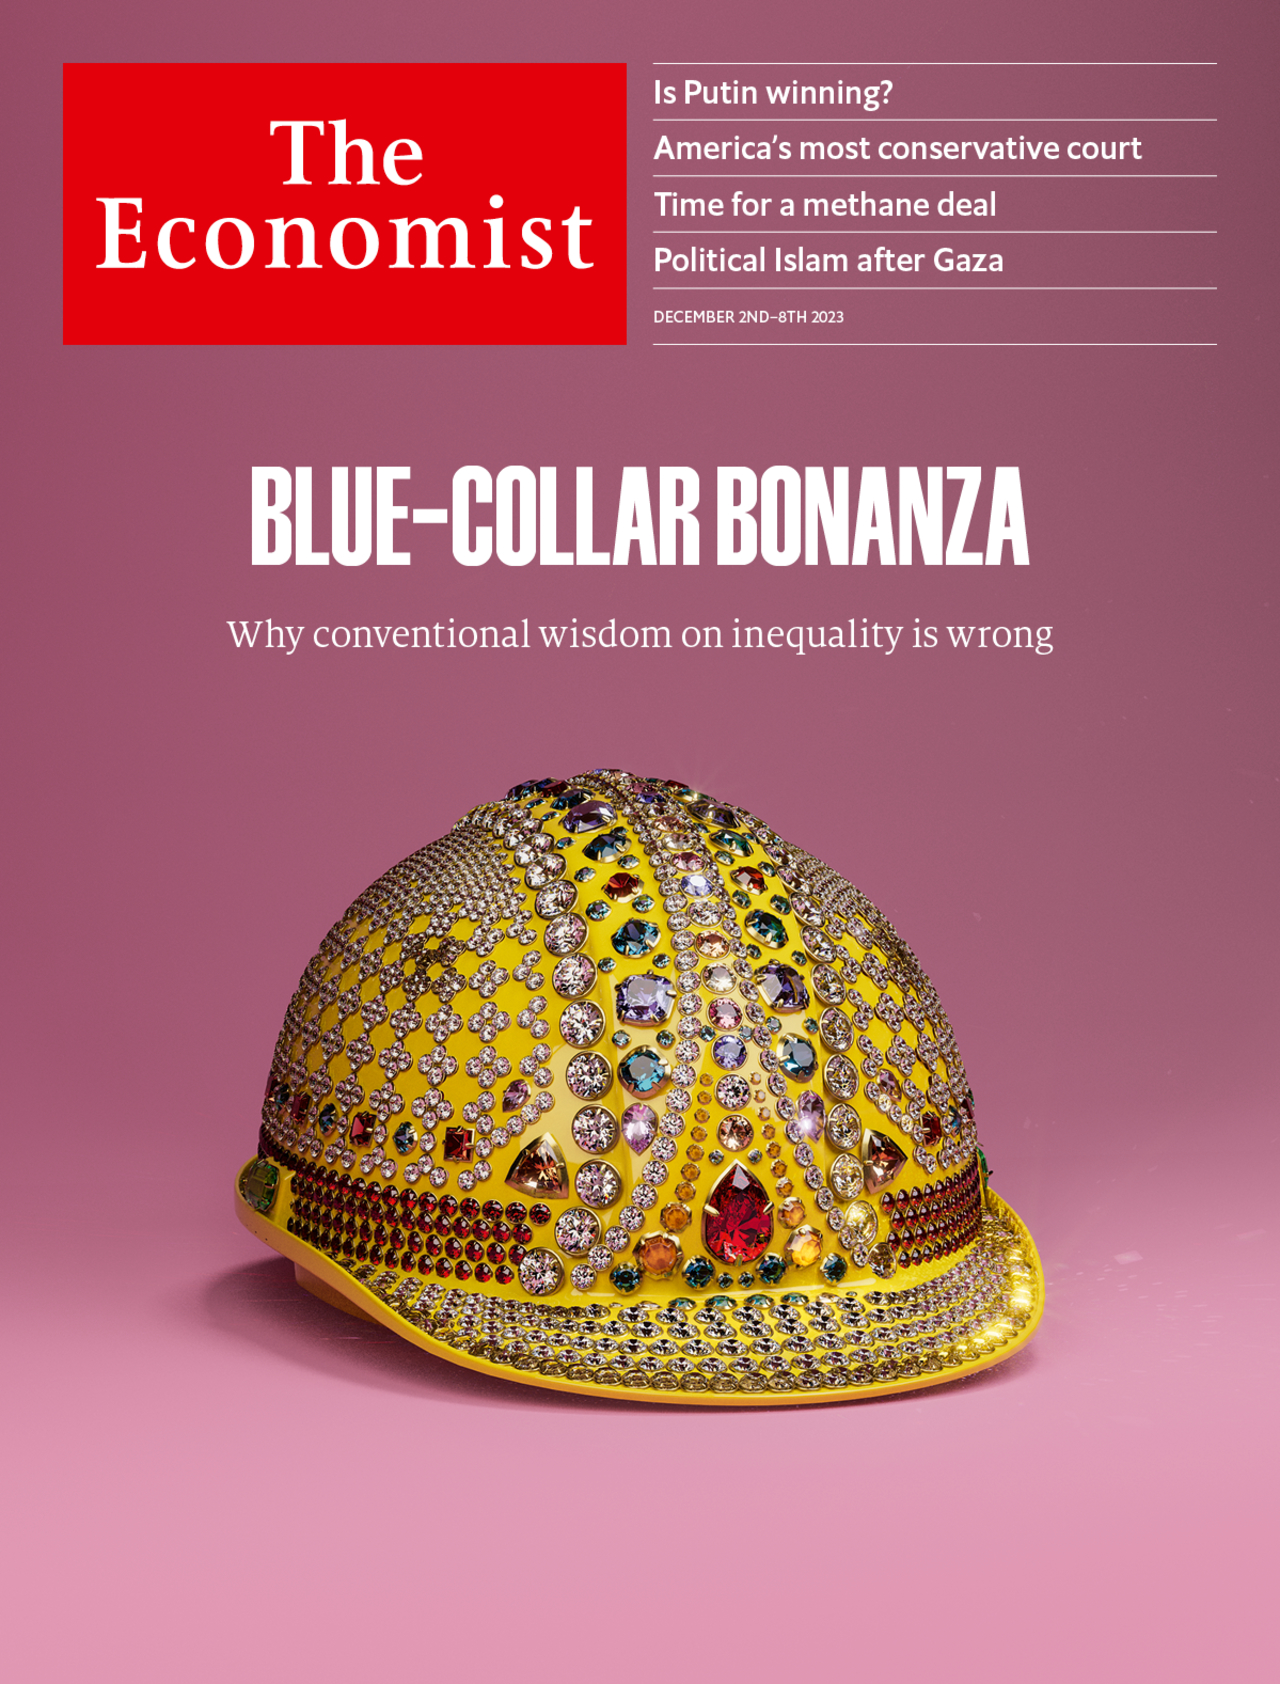 The
Economist
Is Putin winning?
America’s most conservative court
Time for a methane deal
Political Islam after Gaza
DECEMBER 2ND–8TH 2023
BLUE–COLLAR BONANZA
Why conventional wisdom on inequality is wrong